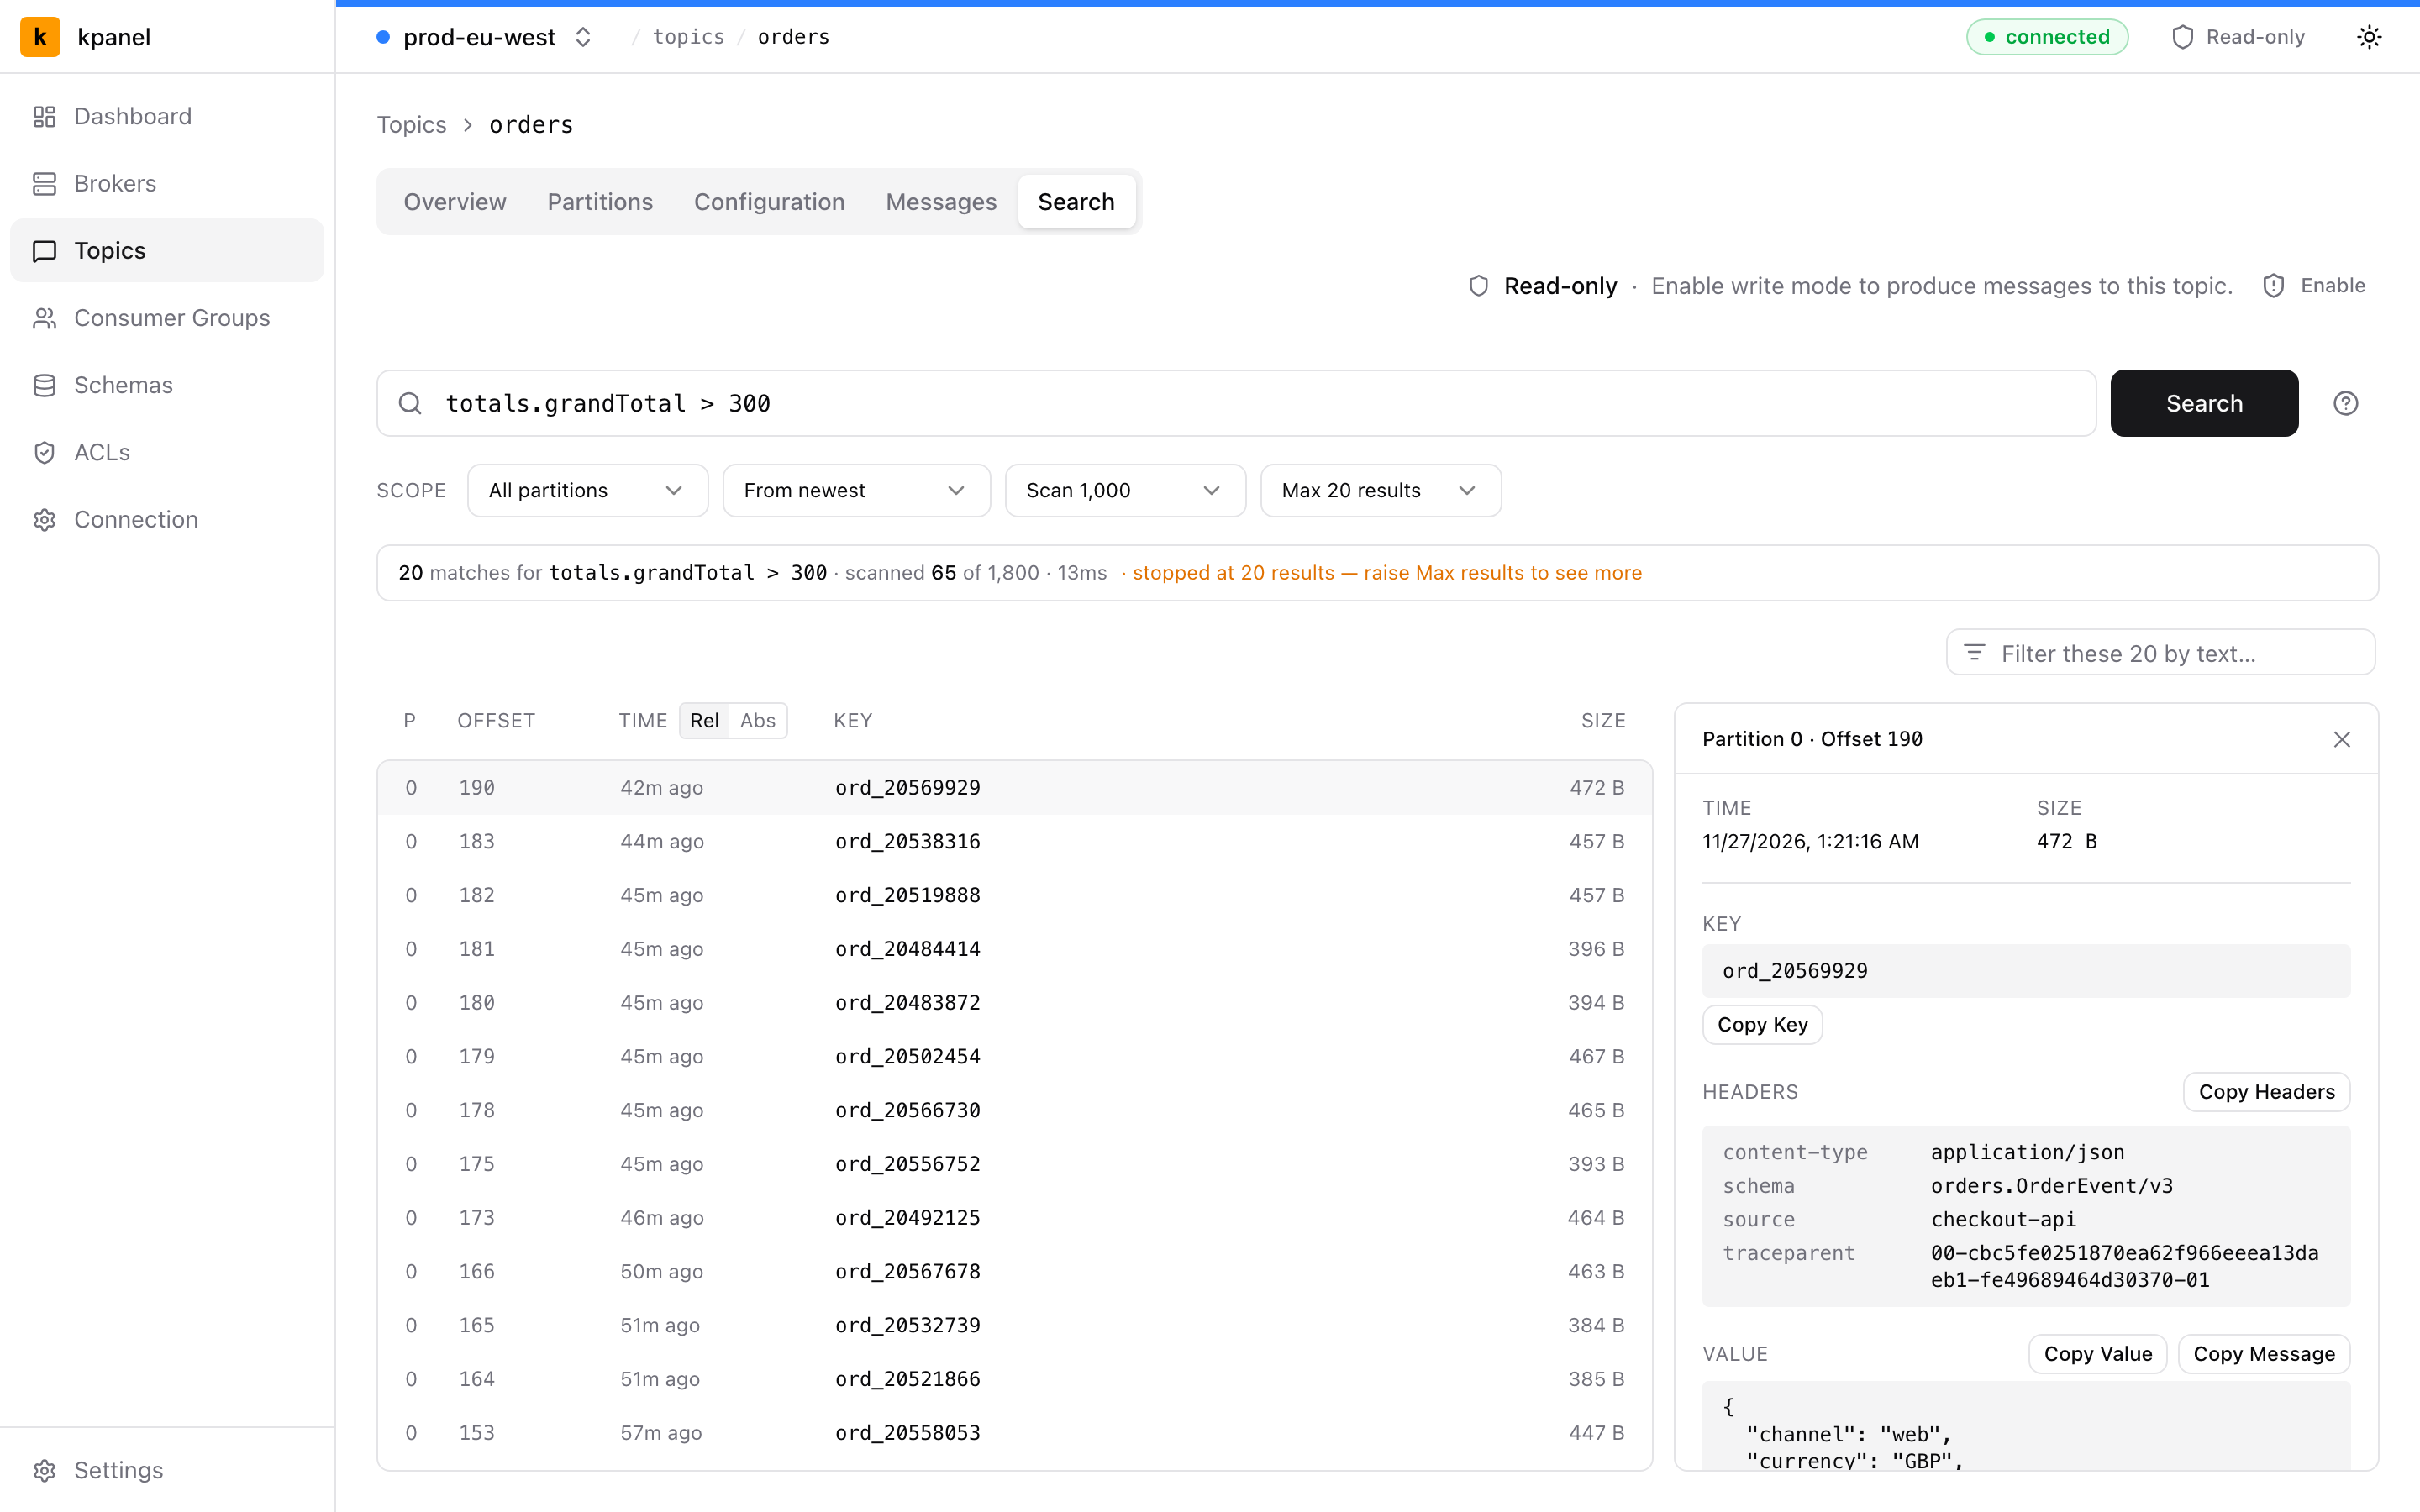 k kpanel
prod-eu-west / topics / orders
connected
Read-only
Dashboard
Brokers
Topics
Consumer Groups
Schemas
ACLs
Connection
Settings
Topics > orders
Overview Partitions Configuration Messages Search
Read-only · Enable write mode to produce messages to this topic. Enable
totals.grandTotal > 300
Search
SCOPE All partitions From newest Scan 1,000 Max 20 results
20 matches for totals.grandTotal > 300 · scanned 65 of 1,800 · 13ms · stopped at 20 results — raise Max results to see more
Filter these 20 by text...
P OFFSET TIME Rel Abs KEY SIZE
0 190 42m ago ord_20569929 472 B
0 183 44m ago ord_20538316 457 B
0 182 45m ago ord_20519888 457 B
0 181 45m ago ord_20484414 396 B
0 180 45m ago ord_20483872 394 B
0 179 45m ago ord_20502454 467 B
0 178 45m ago ord_20566730 465 B
0 175 45m ago ord_20556752 393 B
0 173 46m ago ord_20492125 464 B
0 166 50m ago ord_20567678 463 B
0 165 51m ago ord_20532739 384 B
0 164 51m ago ord_20521866 385 B
0 153 57m ago ord_20558053 447 B
Partition 0 · Offset 190
TIME SIZE
11/27/2026, 1:21:16 AM 472 B
KEY
ord_20569929
Copy Key
HEADERS Copy Headers
content-type application/json
schema orders.OrderEvent/v3
source checkout-api
traceparent 00-cbc5fe0251870ea62f966eeea13da
eb1-fe49689464d30370-01
VALUE Copy Value Copy Message
{
"channel": "web",
"currency": "GBP",